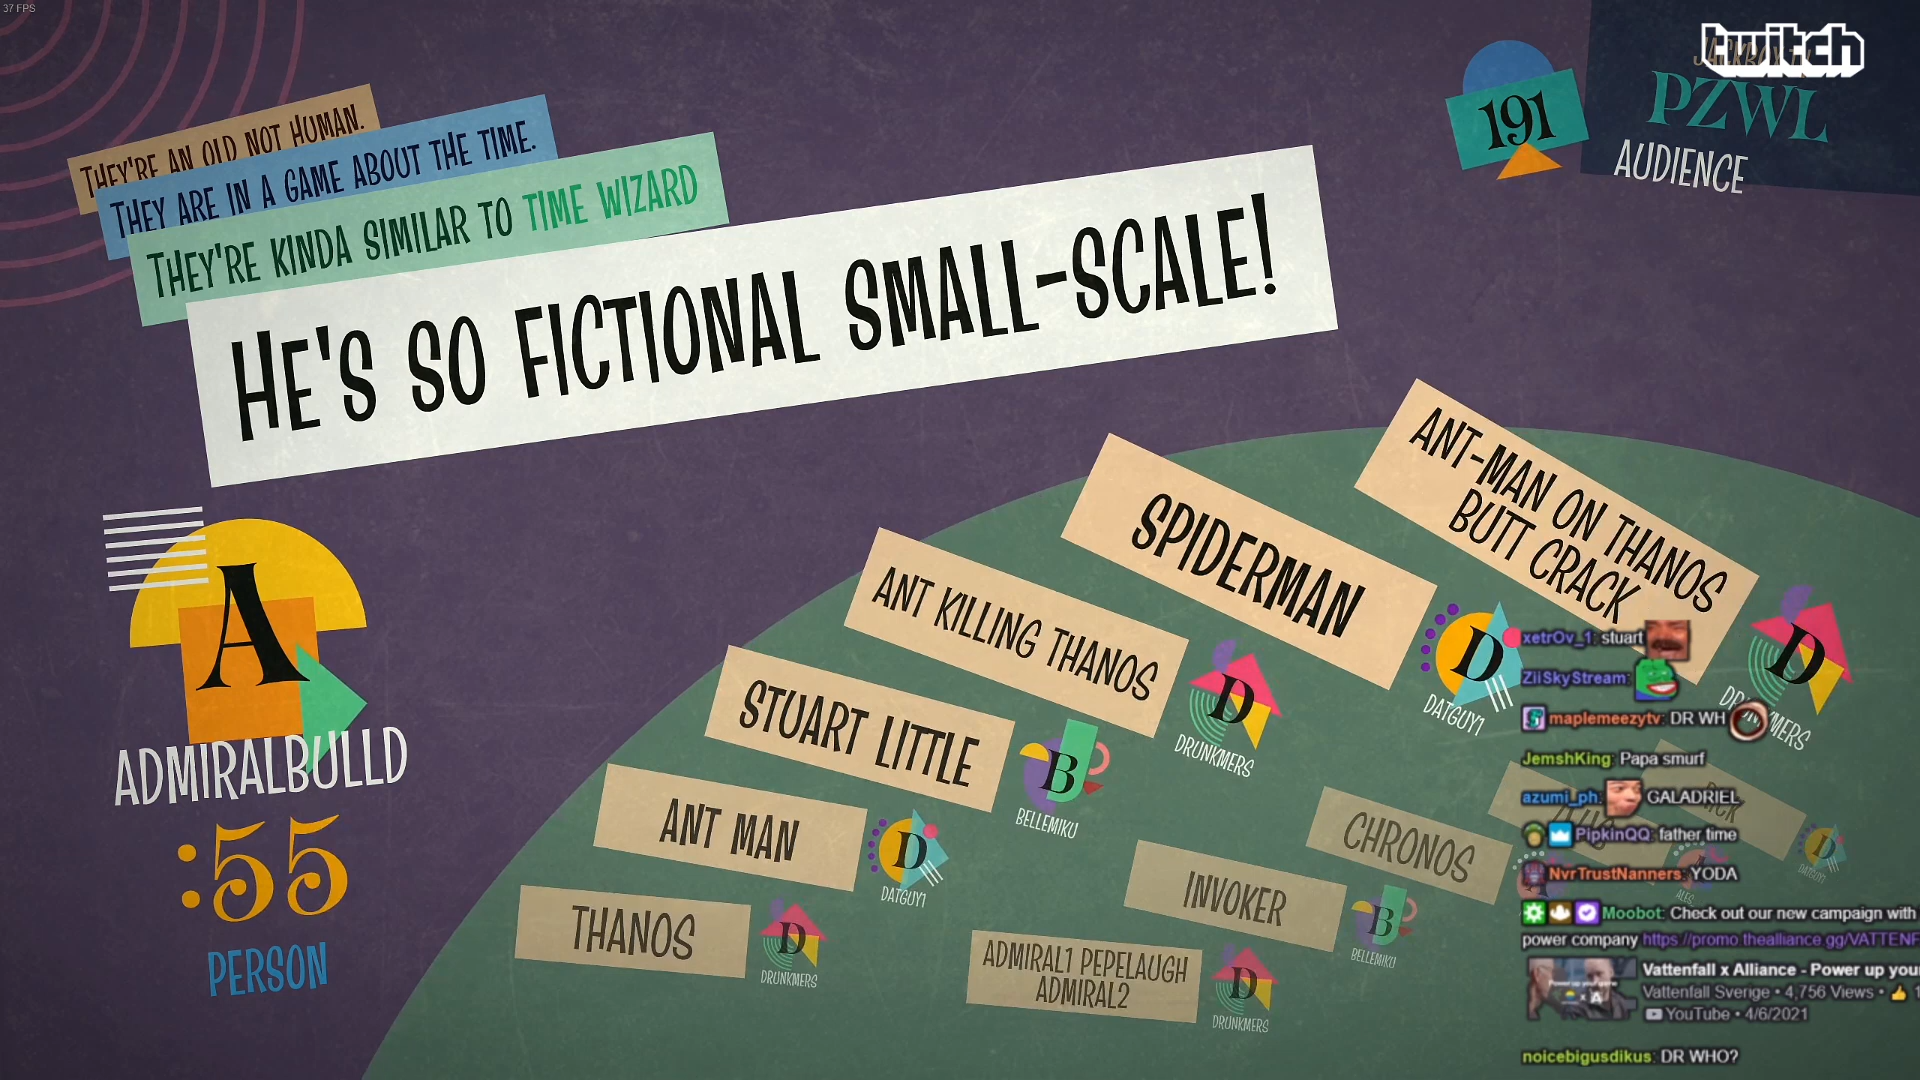 37 FPS
twitch
PZWL
191
AUDIENCE
THEY'RE AN OLD NOT HUMAN.
THEY ARE IN A GAME ABOUT THE TIME.
THEY'RE KINDA SIMILAR TO TIME WIZARD
HE'S SO FICTIONAL SMALL-SCALE!
A
ADMIRALBULLD
:55
PERSON
ANT-MAN ON THANOS
BUTT CRACK
D
DRUNKMERS
SPIDERMAN
D
DATGUY1
ANT KILLING THANOS
D
DRUNKMERS
STUART LITTLE
B
BELLEMIKU
ANT MAN
D
DATGUY1
THANOS
D
DRUNKMERS
CHRONOS
INVOKER
B
BELLEMIKU
ADMIRAL1 PEPELAUGH
ADMIRAL2
D
DRUNKMERS
D
DATGUY1
xetrOv_1: stuart
ZiiSkyStream:
maplemeezytv: DR WH
JemshKing: Papa smurf
azumi_ph: GALADRIEL
PipkinQQ: father time
NvrTrustNanners: YODA
Moobot: Check out our new campaign with
power company https://promo.thealliance.gg/VATTENF
Vattenfall x Alliance - Power up your
Vattenfall Sverige • 4,756 Views •
YouTube • 4/6/2021
noicebigusdikus: DR WHO?